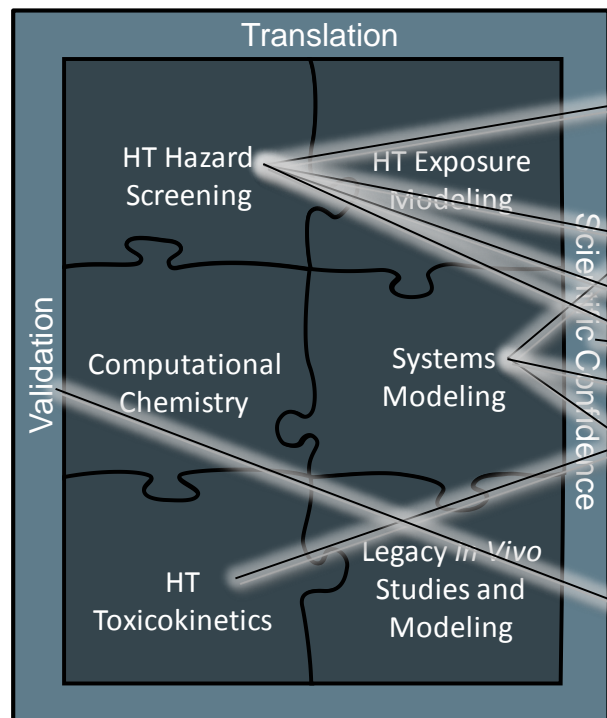 Translation
HT Hazard
Screening
HT Exposure
Modeling
Scientific Confidence
Validation
Computational
Chemistry
Systems
Modeling
HT
Toxicokinetics
Legacy In Vivo
Studies and
Modeling